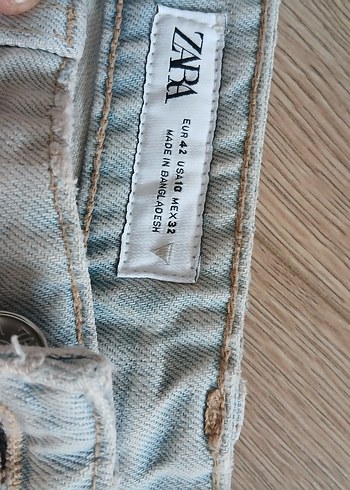 ZARA
EUR 42 USA 10 MEX 32
MADE IN BANGLADESH